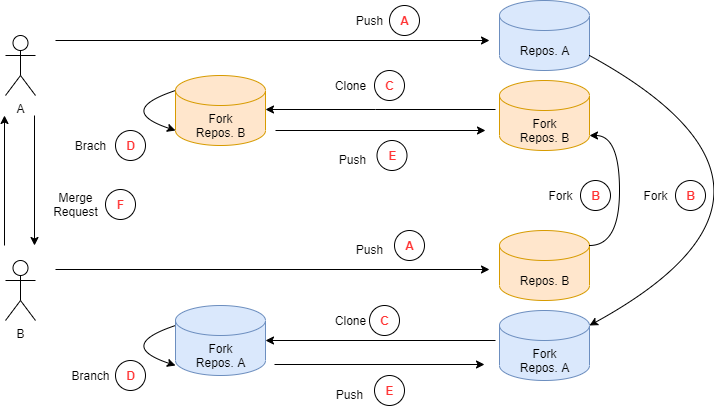 Push
A
Repos. A
Clone
C
A
Fork
Repos. B
Fork
Repos. B
Brach
D
Push
E
Merge
Request
F
Fork
B
Fork
B
Push
A
Repos. B
B
Clone
C
Fork
Repos. A
Fork
Repos. A
Branch
D
Push
E